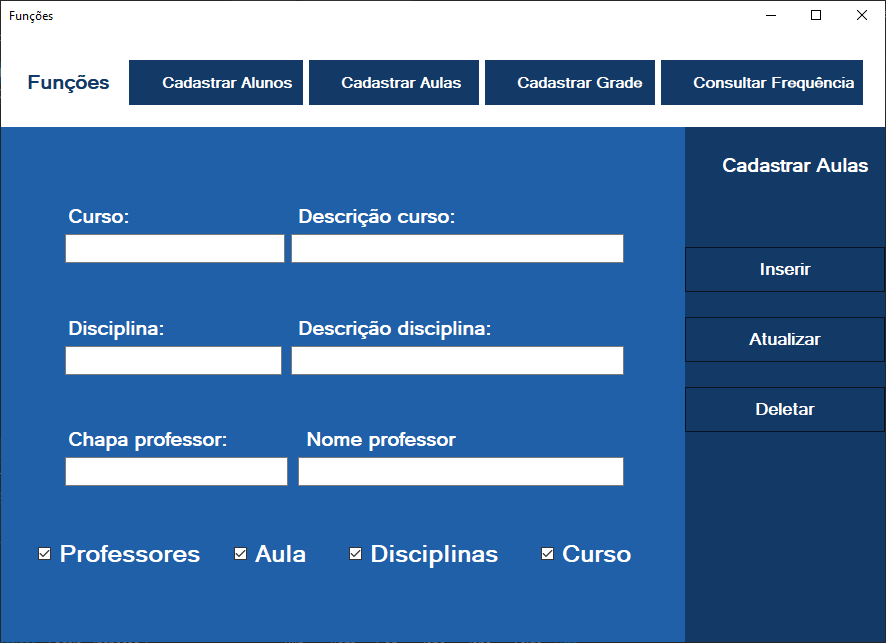 Funções
Funções Cadastrar Alunos Cadastrar Aulas Cadastrar Grade Consultar Frequência
Cadastrar Aulas
Curso: Descrição curso:
Inserir
Disciplina: Descrição disciplina:
Atualizar
Deletar
Chapa professor: Nome professor
Professores Aula Disciplinas Curso